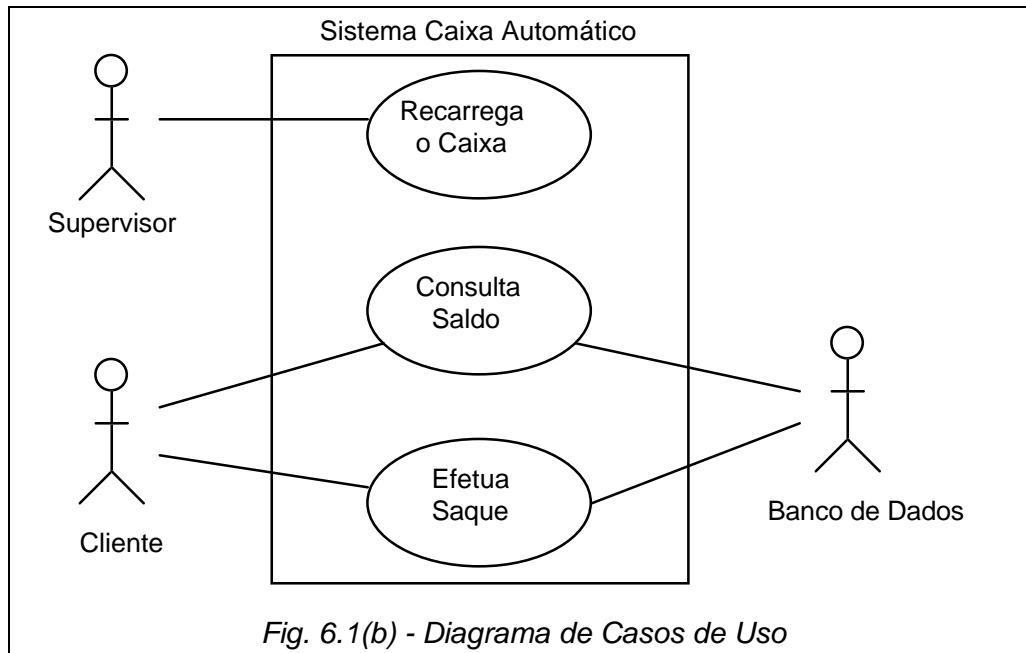 Sistema Caixa Automático
Recarrega
o Caixa
Supervisor
Consulta
Saldo
Efetua
Saque
Cliente
Banco de Dados
Fig. 6.1(b) - Diagrama de Casos de Uso